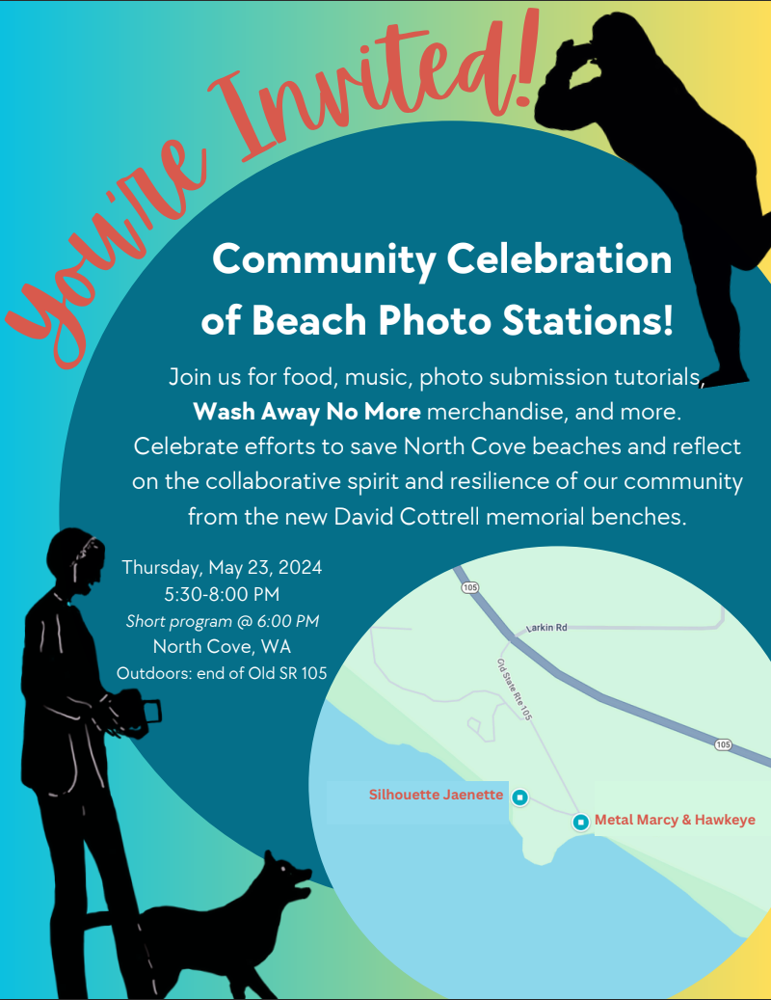 You're Invited!
Community Celebration
of Beach Photo Stations!
Join us for food, music, photo submission tutorials,
Wash Away No More merchandise, and more.
Celebrate efforts to save North Cove beaches and reflect
on the collaborative spirit and resilience of our community
from the new David Cottrell memorial benches.
Thursday, May 23, 2024
5:30-8:00 PM
Short program @ 6:00 PM
North Cove, WA
Outdoors: end of Old SR 105
105
Larkin Rd
Old State Rte 105
105
Silhouette Jaenette
Metal Marcy & Hawkeye